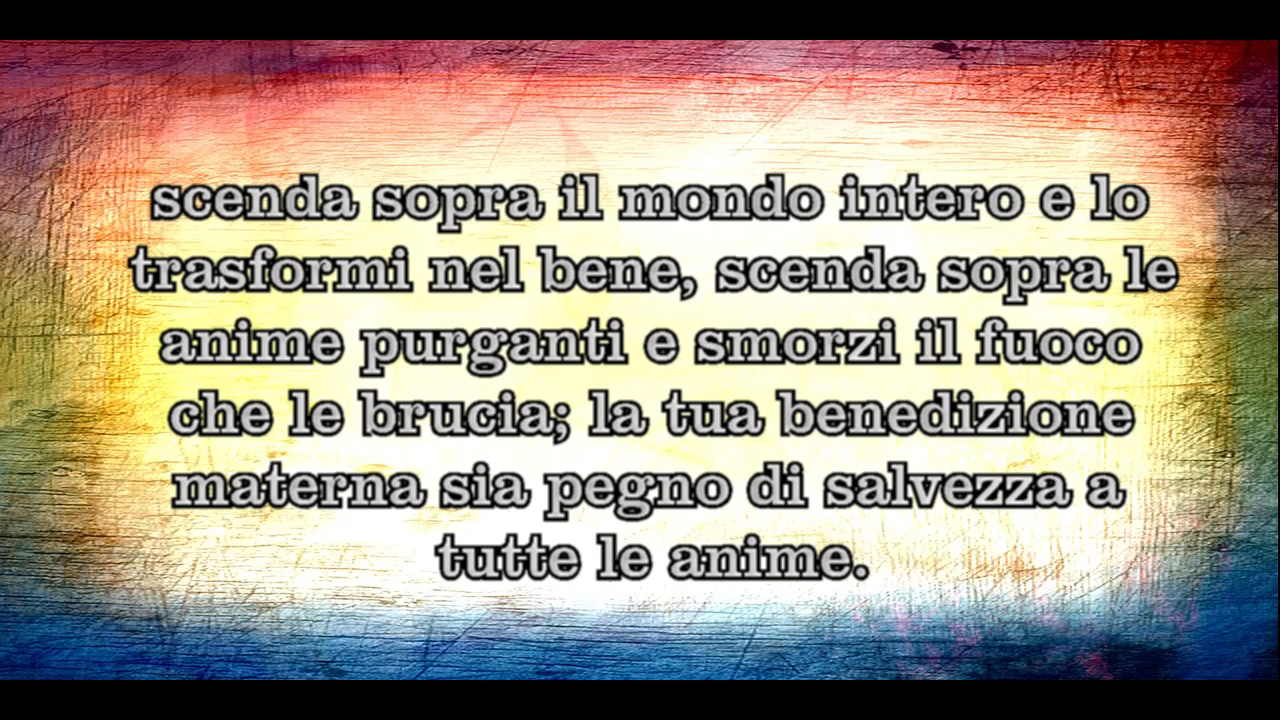 scenda sopra il mondo intero e lo
trasformi nel bene, scenda sopra le
anime purganti e smorzi il fuoco
che le brucia; la tua benedizione
materna sia pegno di salvezza a
tutte le anime.